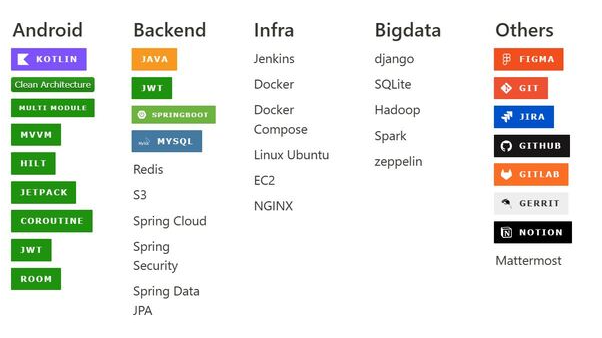 Android
KOTLIN
Clean Architecture
MULTI MODULE
MVVM
HILT
JETPACK
COROUTINE
JWT
ROOM
Backend
JAVA
JWT
SPRINGBOOT
MYSQL
Redis
S3
Spring Cloud
Spring
Security
Spring Data
JPA
Infra
Jenkins
Docker
Docker
Compose
Linux Ubuntu
EC2
NGINX
Bigdata
django
SQLite
Hadoop
Spark
zeppelin
Others
FIGMA
GIT
JIRA
GITHUB
GITLAB
GERRIT
NOTION
Mattermost